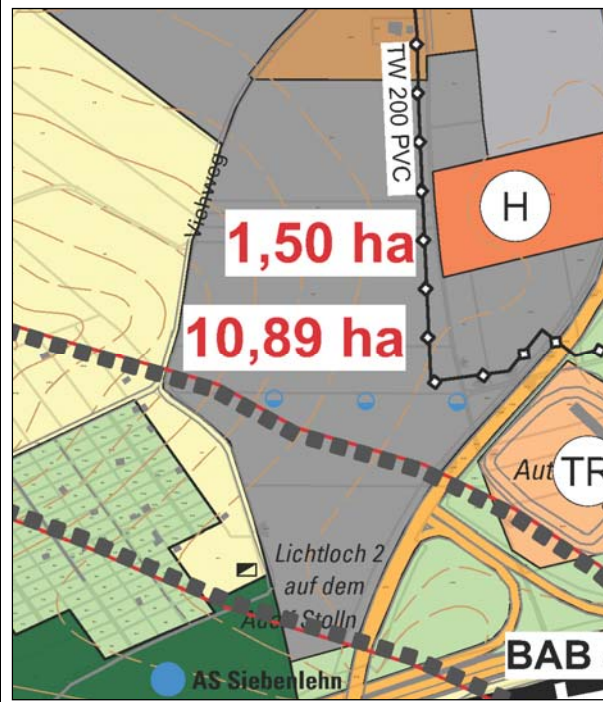 TW 200 PVC
Viehweg
H
1,50 ha
10,89 ha
Aut
TR
Lichtloch 2
auf dem
Stolln
BAB
AS Siebenlehn